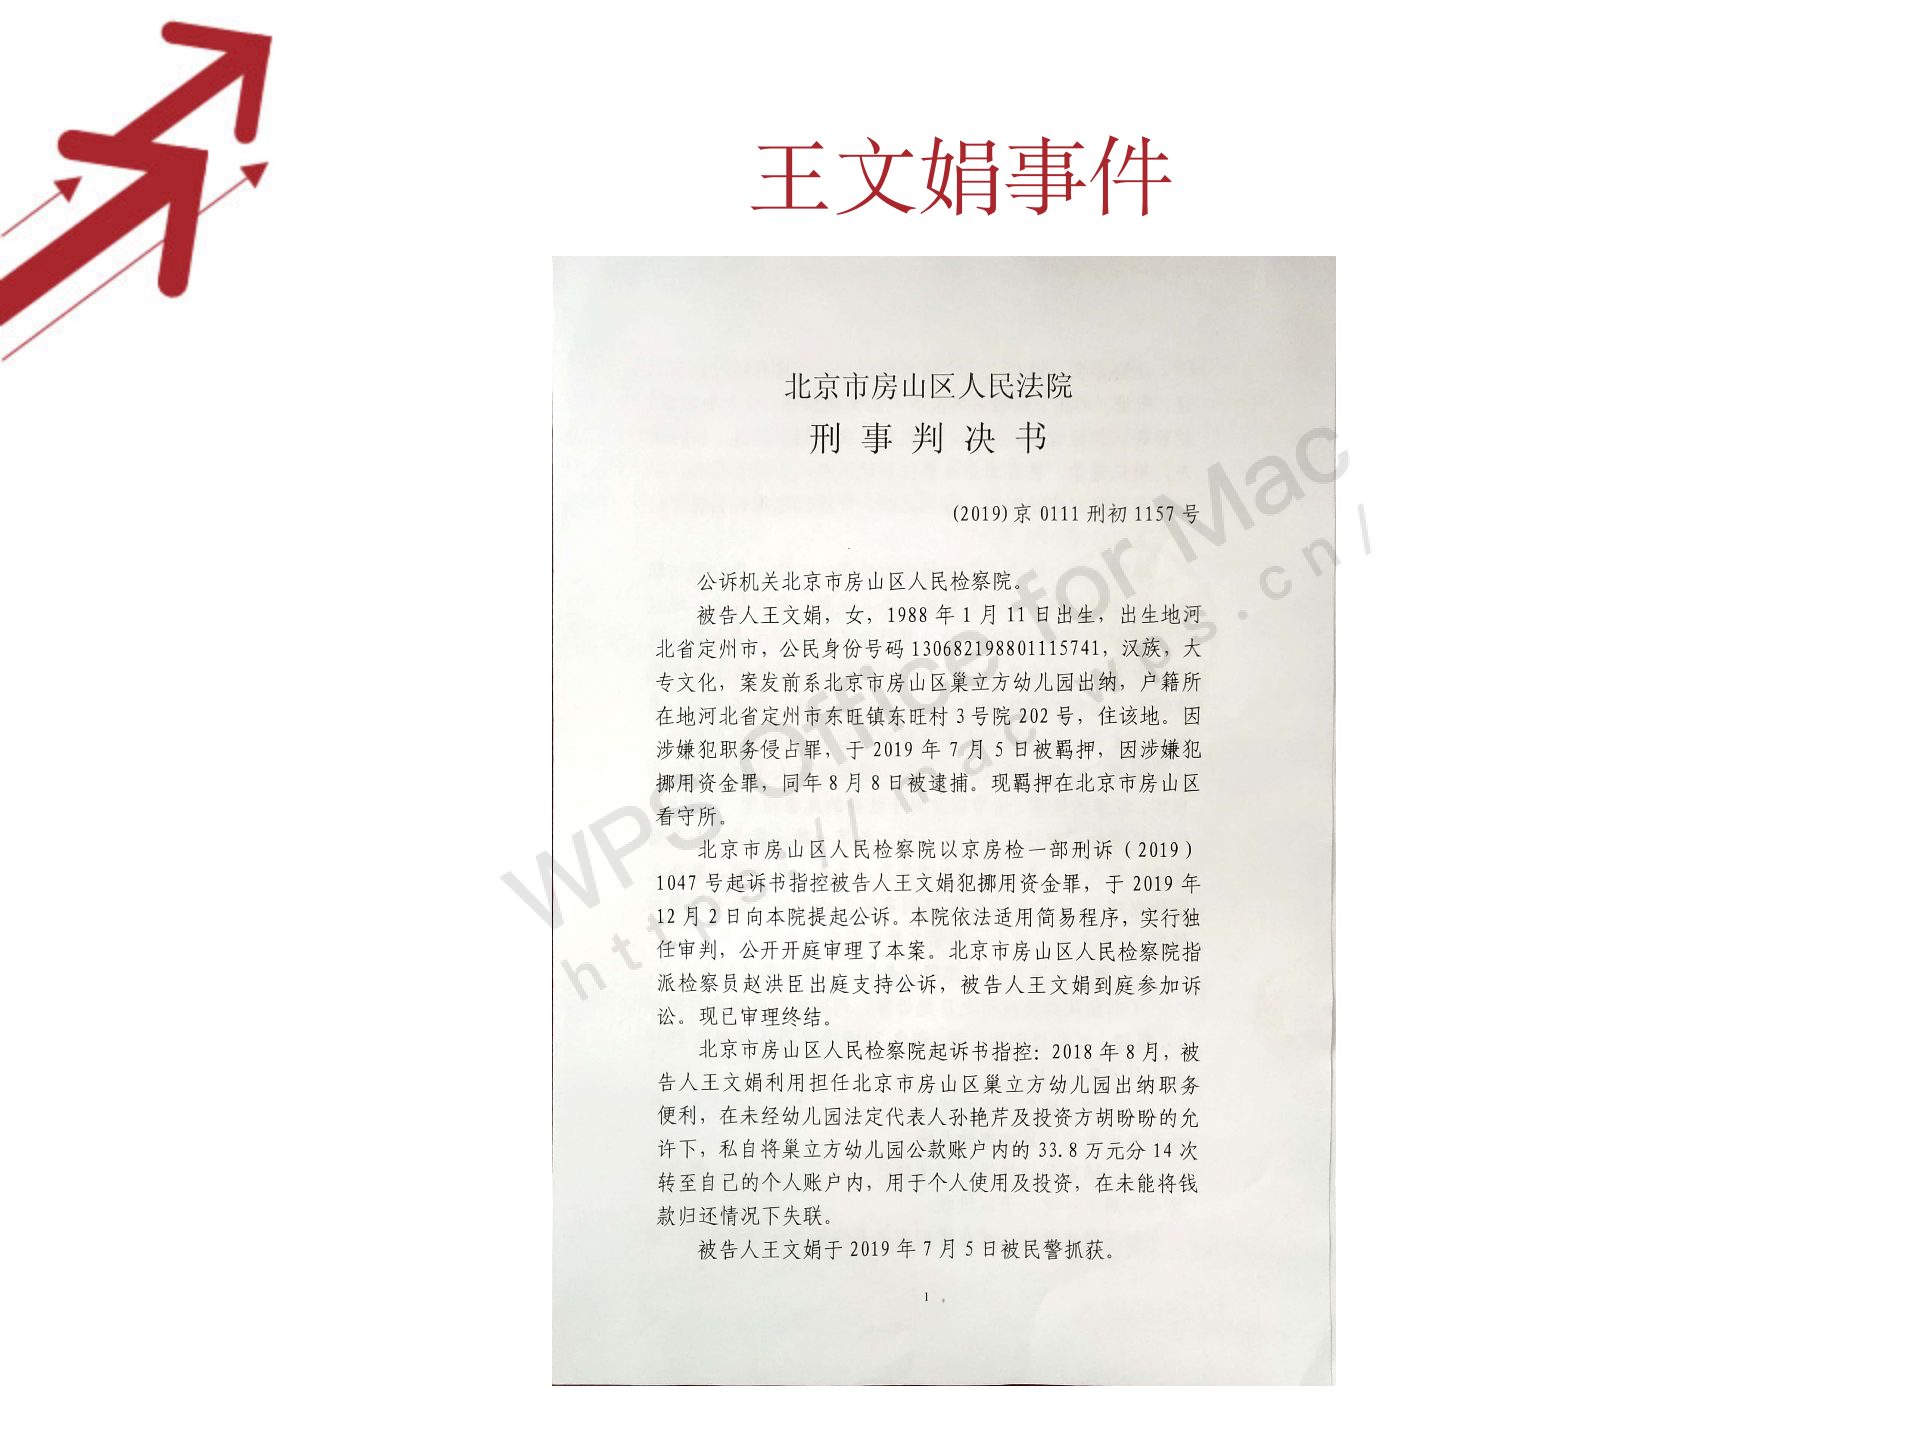 王文娟事件
北京市房山区人民法院
刑事判决书
(2019)京 0111 刑初 1157 号
公诉机关北京市房山区人民检察院。
被告人王文娟，女，1988 年 1 月 11 日出生，出生地河
北省定州市，公民身份号码 130682198801115741，汉族，大
专文化，案发前系北京市房山区巢立方幼儿园出纳，户籍所
在地河北省定州市东旺镇东旺村 3 号院 202 号，住该地。因
涉嫌犯职务侵占罪，于 2019 年 7 月 5 日被羁押，因涉嫌犯
挪用资金罪，同年 8 月 8 日被逮捕。现羁押在北京市房山区
看守所。
北京市房山区人民检察院以京房检一部刑诉（2019）
1047 号起诉书指控被告人王文娟犯挪用资金罪，于 2019 年
12 月 2 日向本院提起公诉。本院依法适用简易程序，实行独
任审判，公开开庭审理了本案。北京市房山区人民检察院指
派检察员赵洪臣出庭支持公诉，被告人王文娟到庭参加诉
讼。现已审理终结。
北京市房山区人民检察院起诉书指控：2018 年 8 月，被
告人王文娟利用担任北京市房山区巢立方幼儿园出纳职务
便利，在未经幼儿园法定代表人孙艳芹及投资方胡盼盼的允
许下，私自将巢立方幼儿园公款账户内的 33.8 万元分 14 次
转至自己的个人账户内，用于个人使用及投资，在未能将钱
款归还情况下失联。
被告人王文娟于 2019 年 7 月 5 日被民警抓获。
1
WPS Office for Mac
https://mac.wps.cn/